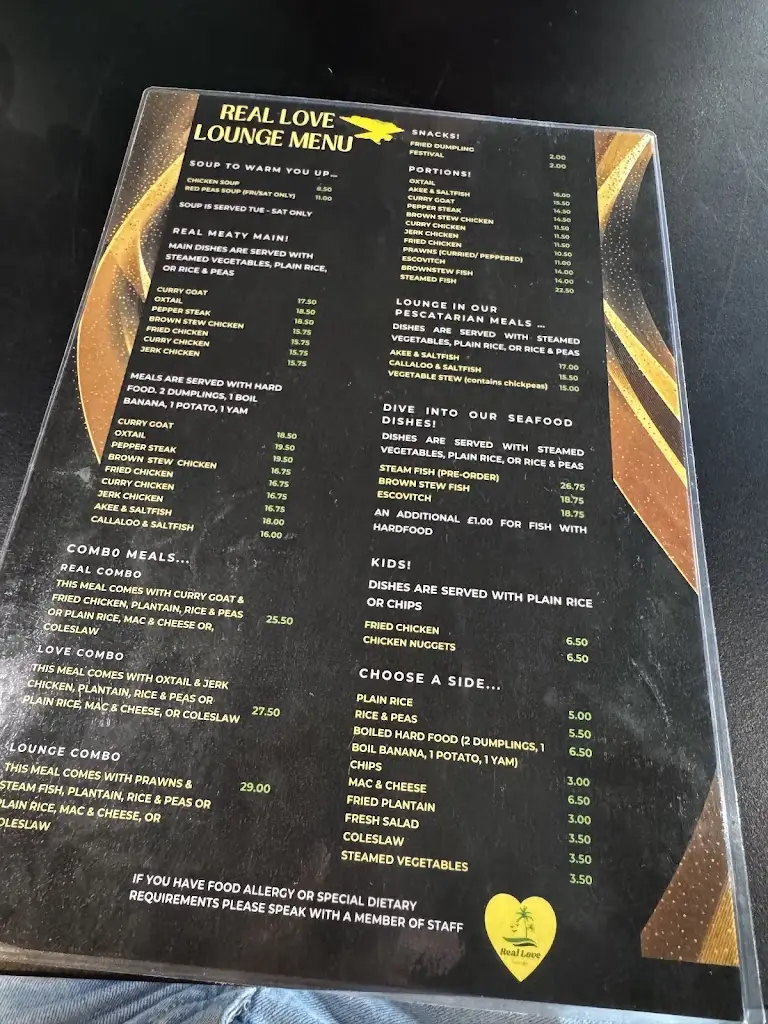 REAL LOVE
LOUNGE MENU
SOUP TO WARM YOU UP...
CHICKEN SOUP 8.50
RED PEAS SOUP (FRI/SAT ONLY) 11.00
SOUP IS SERVED TUE - SAT ONLY
REAL MEATY MAIN!
MAIN DISHES ARE SERVED WITH
STEAMED VEGETABLES, PLAIN RICE,
OR RICE & PEAS
CURRY GOAT 17.50
OXTAIL 18.50
PEPPER STEAK 18.50
BROWN STEW CHICKEN 15.75
FRIED CHICKEN 15.75
CURRY CHICKEN 15.75
JERK CHICKEN 15.75
MEALS ARE SERVED WITH HARD
FOOD. 2 DUMPLINGS, 1 BOIL
BANANA, 1 POTATO, 1 YAM
CURRY GOAT 18.50
OXTAIL 19.50
PEPPER STEAK 19.50
BROWN STEW CHICKEN 16.75
FRIED CHICKEN 16.75
CURRY CHICKEN 16.75
JERK CHICKEN 16.75
AKEE & SALTFISH 18.00
CALLALOO & SALTFISH 16.00
COMBO MEALS...
REAL COMBO
THIS MEAL COMES WITH CURRY GOAT &
FRIED CHICKEN, PLANTAIN, RICE & PEAS
OR PLAIN RICE, MAC & CHEESE OR,
COLESLAW 25.50
LOVE COMBO
THIS MEAL COMES WITH OXTAIL & JERK
CHICKEN, PLANTAIN, RICE & PEAS OR
PLAIN RICE, MAC & CHEESE, OR COLESLAW 27.50
LOUNGE COMBO
THIS MEAL COMES WITH PRAWNS & 29.00
STEAM FISH, PLANTAIN, RICE & PEAS OR
PLAIN RICE, MAC & CHEESE, OR
COLESLAW
SNACKS!
FRIED DUMPLING 2.00
FESTIVAL 2.00
PORTIONS!
OXTAIL 16.00
AKEE & SALTFISH 15.50
CURRY GOAT 14.50
PEPPER STEAK 14.50
BROWN STEW CHICKEN 11.50
CURRY CHICKEN 11.50
JERK CHICKEN 11.50
FRIED CHICKEN 10.50
PRAWNS (CURRIED/ PEPPERED) 11.00
ESCOVITCH 14.00
BROWNSTEW FISH 14.00
STEAMED FISH 22.50
LOUNGE IN OUR
PESCATARIAN MEALS ...
DISHES ARE SERVED WITH STEAMED
VEGETABLES, PLAIN RICE, OR RICE & PEAS
AKEE & SALTFISH 17.00
CALLALOO & SALTFISH 15.50
VEGETABLE STEW (contains chickpeas) 15.00
DIVE INTO OUR SEAFOOD
DISHES!
DISHES ARE SERVED WITH STEAMED
VEGETABLES, PLAIN RICE, OR RICE & PEAS
STEAM FISH (PRE-ORDER) 26.75
BROWN STEW FISH 18.75
ESCOVITCH 18.75
AN ADDITIONAL £1.00 FOR FISH WITH
HARDFOOD
KIDS!
DISHES ARE SERVED WITH PLAIN RICE
OR CHIPS
FRIED CHICKEN 6.50
CHICKEN NUGGETS 6.50
CHOOSE A SIDE...
PLAIN RICE 5.00
RICE & PEAS 5.50
BOILED HARD FOOD (2 DUMPLINGS, 1 6.50
BOIL BANANA, 1 POTATO, 1 YAM)
CHIPS 3.00
MAC & CHEESE 6.50
FRIED PLANTAIN 3.00
FRESH SALAD 3.50
COLESLAW 3.50
STEAMED VEGETABLES 3.50
IF YOU HAVE FOOD ALLERGY OR SPECIAL DIETARY
REQUIREMENTS PLEASE SPEAK WITH A MEMBER OF STAFF
Real Love